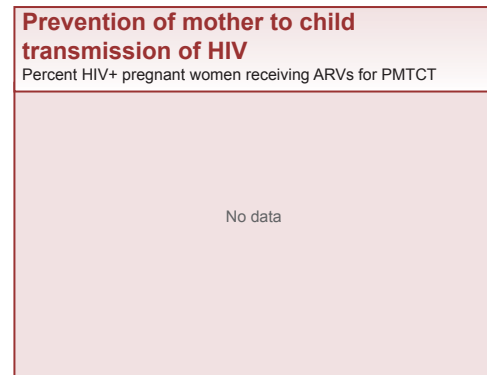 Prevention of mother to child
transmission of HIV
Percent HIV+ pregnant women receiving ARVs for PMTCT
No data